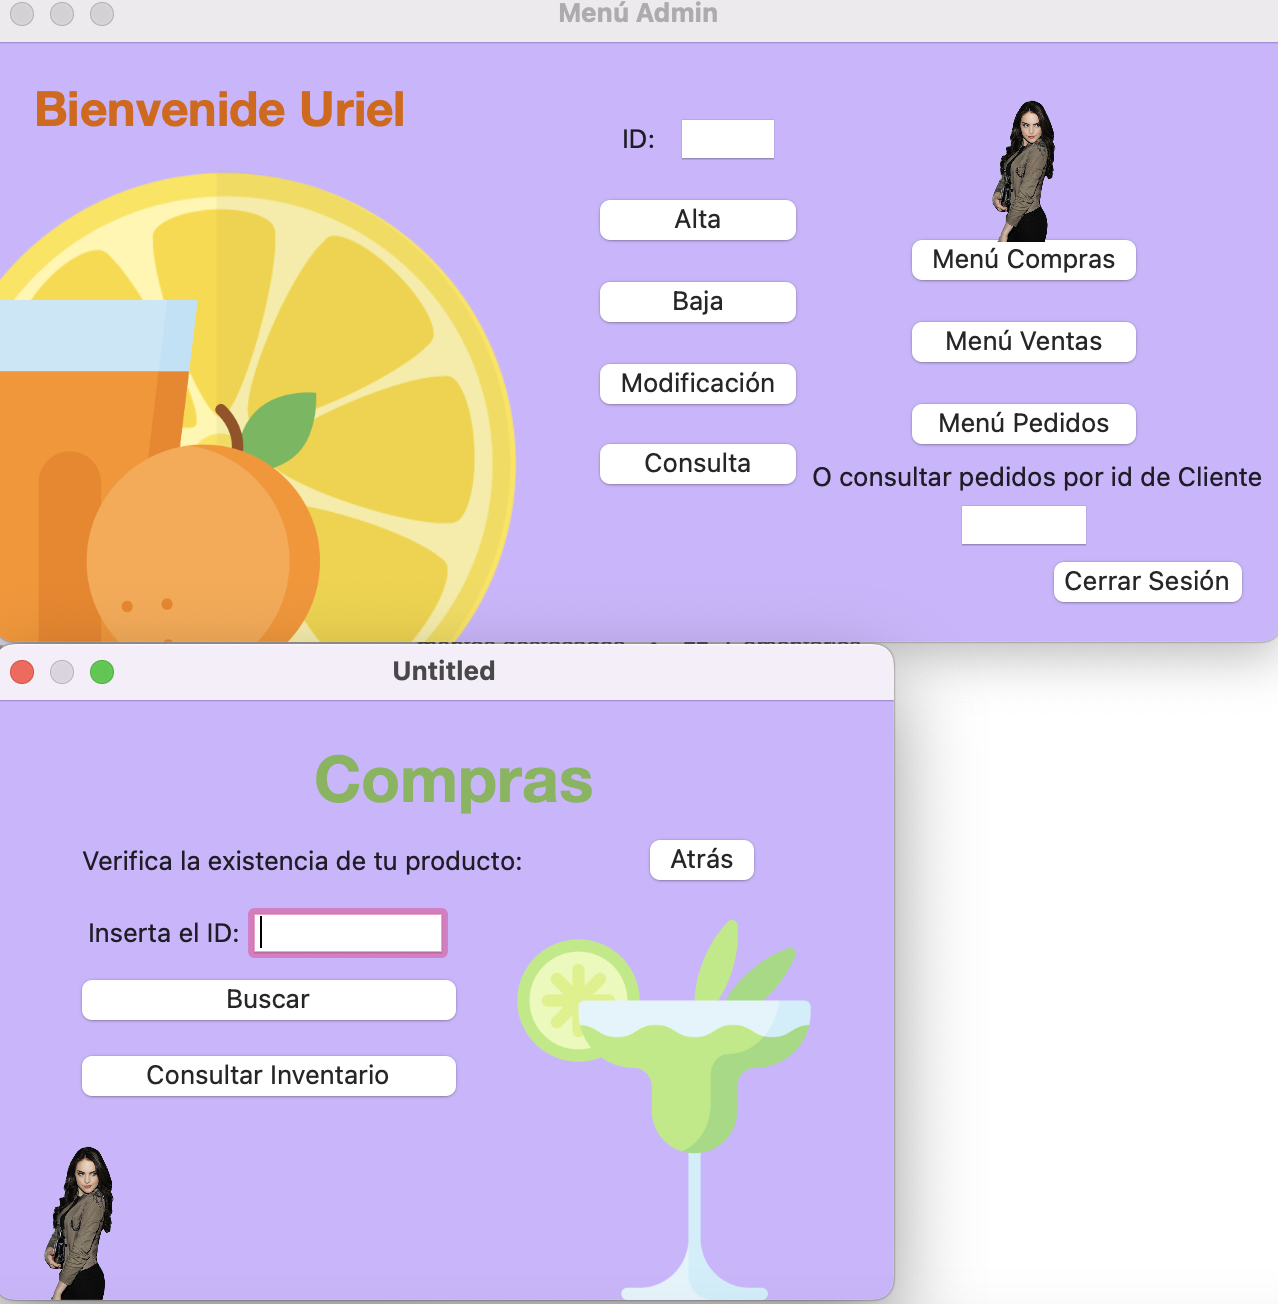 Menú Admin
Bienvenide Uriel
ID:
Alta
Baja
Modificación
Consulta
Menú Compras
Menú Ventas
Menú Pedidos
O consultar pedidos por id de Cliente
Cerrar Sesión
Untitled
Compras
Verifica la existencia de tu producto:
Atrás
Inserta el ID:
Buscar
Consultar Inventario